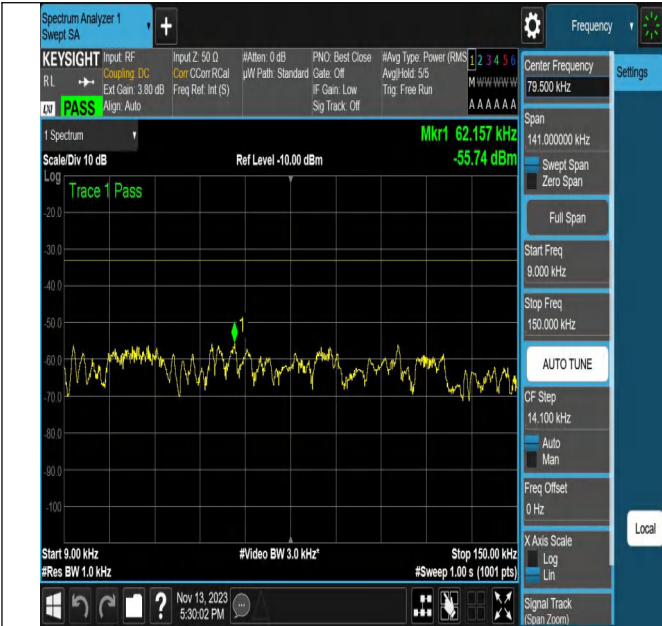 Spectrum Analyzer 1
Swept SA
+
Frequency
KEYSIGHT
RL
LXI
PASS
Input: RF
Coupling: DC
Ext Gain: 3.80 dB
Align: Auto
Input Z: 50 Ω
Corr CCorr RCal
Freq Ref: Int (S)
#Atten: 0 dB
µW Path: Standard
PNO: Best Close
Gate: Off
IF Gain: Low
Sig Track: Off
#Avg Type: Power (RMS
Avg|Hold: 5/5
Trig: Free Run
1 2 3 4 5 6
M W W W W W
A A A A A A
1 Spectrum
Scale/Div 10 dB
Log
Ref Level -10.00 dBm
Mkr1 62.157 kHz
-55.74 dBm
Trace 1 Pass
-20.0
-30.0
-40.0
-50.0
1
-60.0
-70.0
-80.0
-90.0
-100
Start 9.00 kHz
#Res BW 1.0 kHz
#Video BW 3.0 kHz*
Stop 150.00 kHz
#Sweep 1.00 s (1001 pts)
?
Nov 13, 2023
5:30:02 PM
Center Frequency
79.500 kHz
Settings
Span
141.000000 kHz
Swept Span
Zero Span
Full Span
Start Freq
9.000 kHz
Stop Freq
150.000 kHz
AUTO TUNE
CF Step
14.100 kHz
Auto
Man
Freq Offset
0 Hz
Local
X Axis Scale
Log
Lin
Signal Track
(Span Zoom)